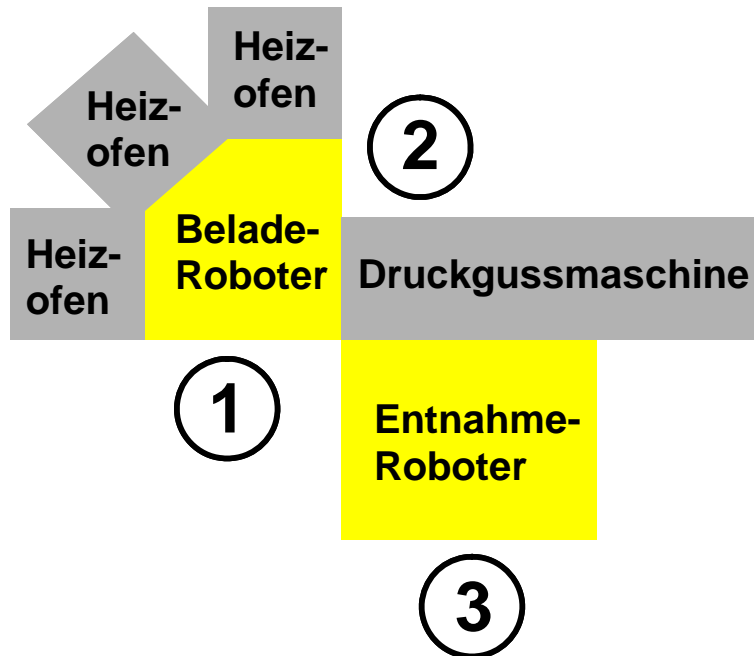 Heiz-
ofen
Heiz-
ofen
2
Heiz-
ofen
Belade-
Roboter
Druckgussmaschine
1
Entnahme-
Roboter
3